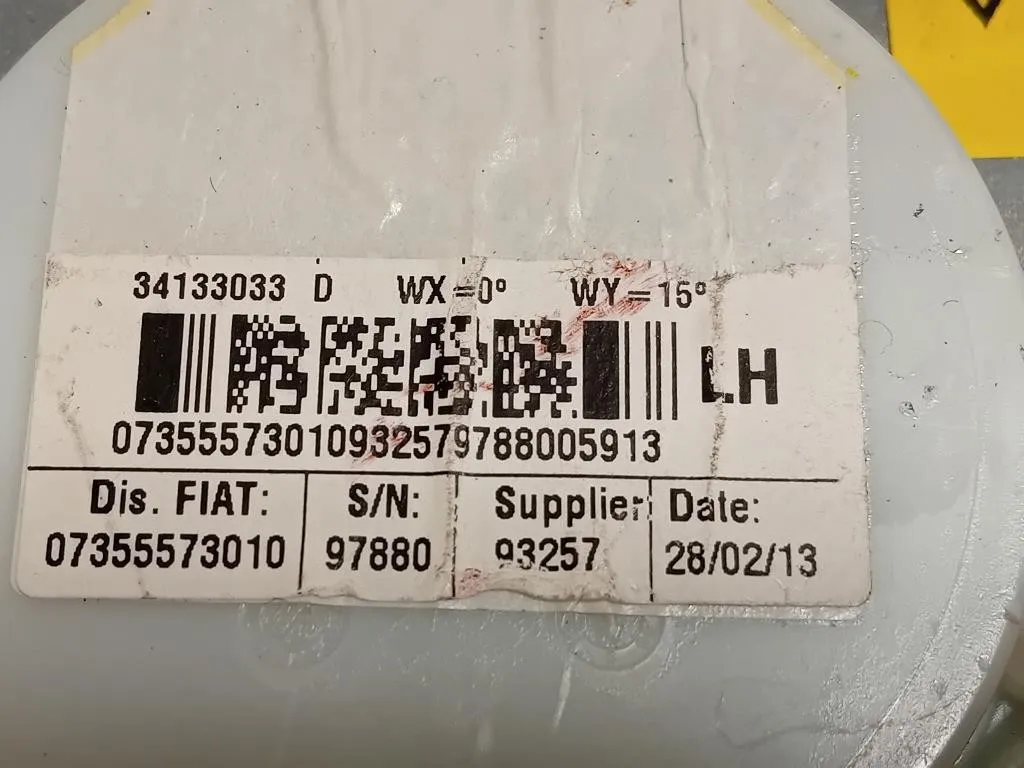 34133033 D WX=0° WY=15°
LH
073555730109325797880059​13
Dis. FIAT: S/N: Supplier: Date:
07355573010 97880 93257 28/02/13